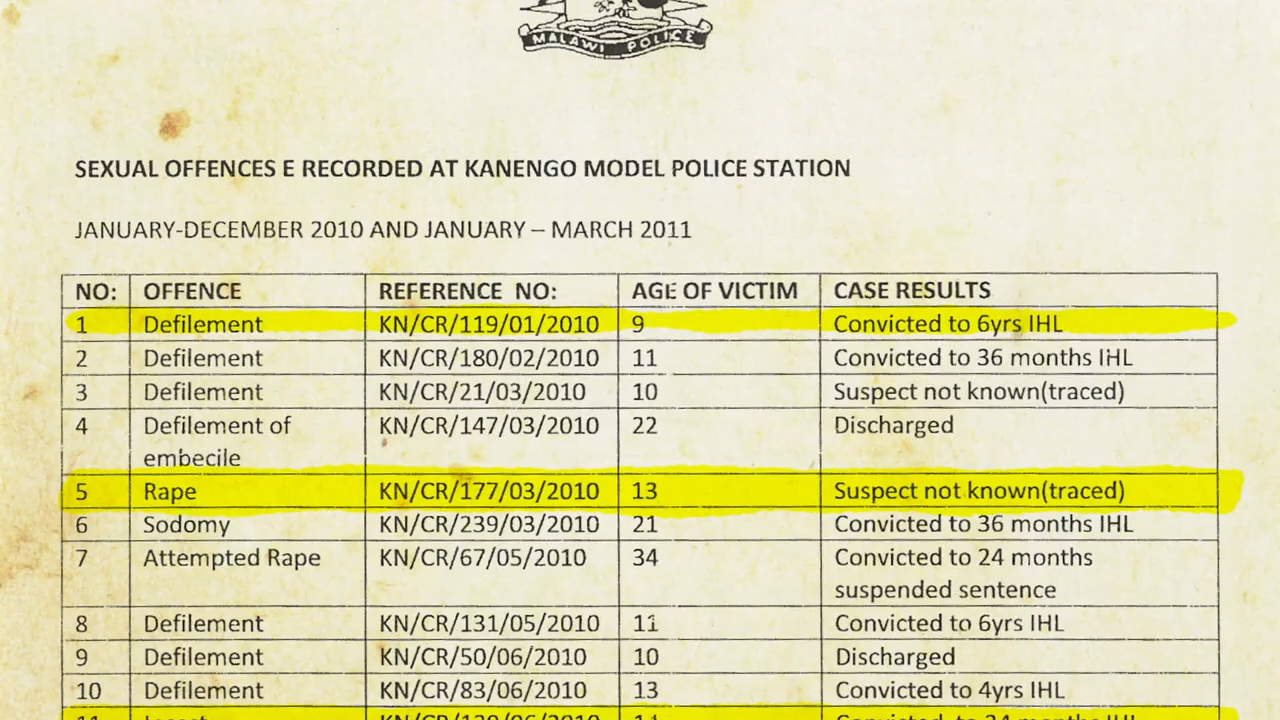 MALAWI POLICE
SEXUAL OFFENCES E RECORDED AT KANENGO MODEL POLICE STATION
JANUARY-DECEMBER 2010 AND JANUARY – MARCH 2011
NO: OFFENCE REFERENCE NO: AGE OF VICTIM CASE RESULTS
1 Defilement KN/CR/119/01/2010 9 Convicted to 6yrs IHL
2 Defilement KN/CR/180/02/2010 11 Convicted to 36 months IHL
3 Defilement KN/CR/21/03/2010 10 Suspect not known(traced)
4 Defilement of KN/CR/147/03/2010 22 Discharged
embecile
5 Rape KN/CR/177/03/2010 13 Suspect not known(traced)
6 Sodomy KN/CR/239/03/2010 21 Convicted to 36 months IHL
7 Attempted Rape KN/CR/67/05/2010 34 Convicted to 24 months
suspended sentence
8 Defilement KN/CR/131/05/2010 11 Convicted to 6yrs IHL
9 Defilement KN/CR/50/06/2010 10 Discharged
10 Defilement KN/CR/83/06/2010 13 Convicted to 4yrs IHL